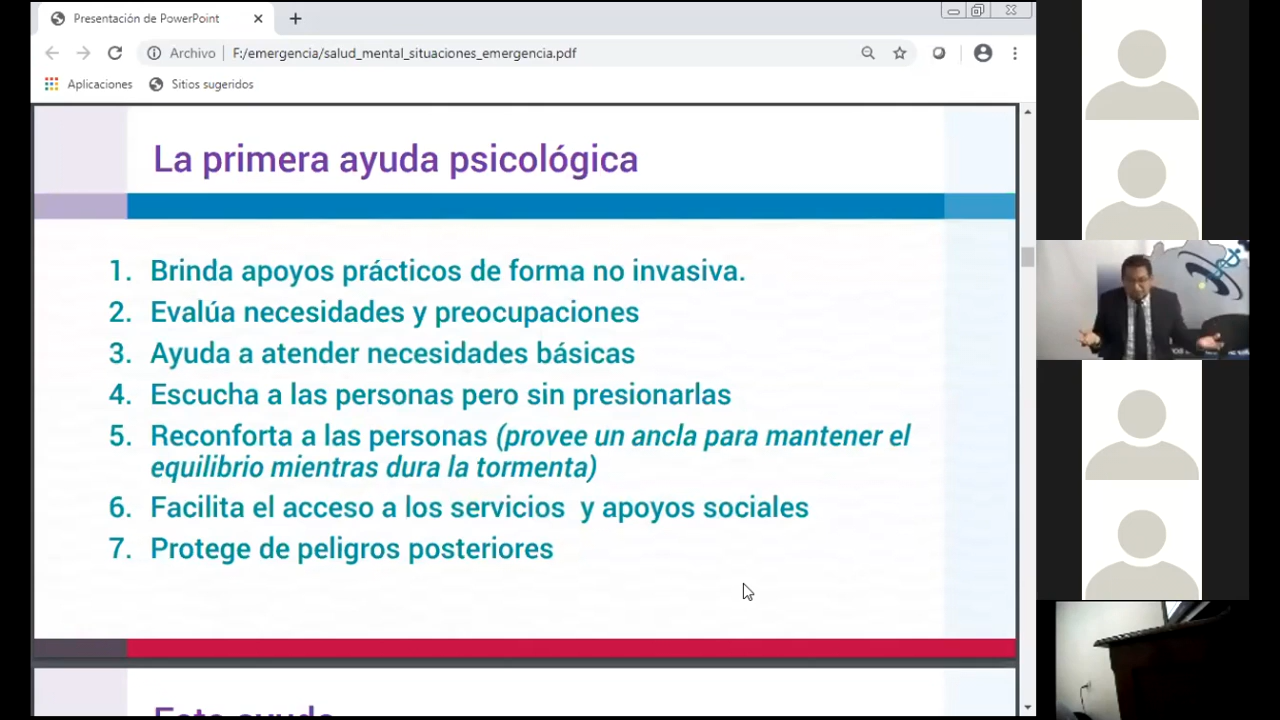 Presentación de PowerPoint
Archivo
F:/emergencia/salud_mental_situaciones_emergencia.pdf
Aplicaciones
Sitios sugeridos
La primera ayuda psicológica
1. Brinda apoyos prácticos de forma no invasiva.
2. Evalúa necesidades y preocupaciones
3. Ayuda a atender necesidades básicas
4. Escucha a las personas pero sin presionarlas
5. Reconforta a las personas (provee un ancla para mantener el
equilibrio mientras dura la tormenta)
6. Facilita el acceso a los servicios y apoyos sociales
7. Protege de peligros posteriores